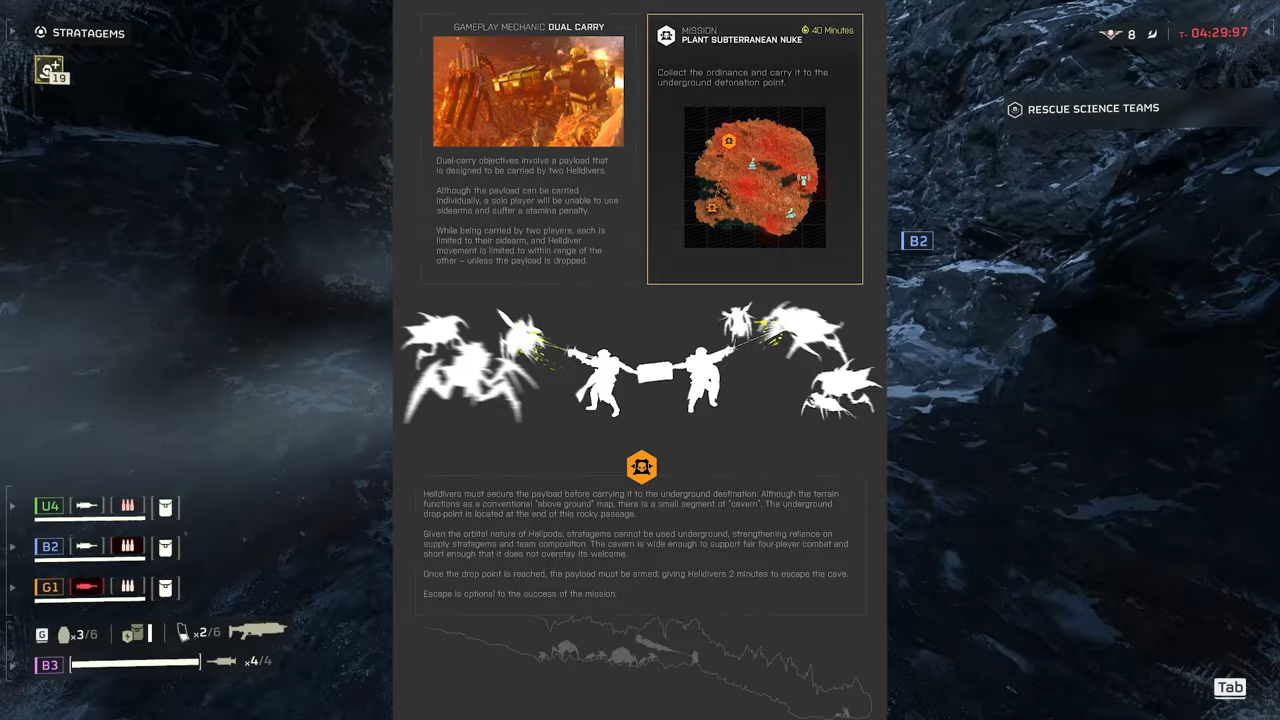 STRATAGEMS
19
GAMEPLAY MECHANIC DUAL CARRY
Dual-carry objectives involve a payload that
is designed to be carried by two Helldivers.
Although the payload can be carried
individually, a solo player will be unable to use
sidearms and suffer a stamina penalty.
While being carried by two players, each is
limited to their sidearm, and Helldiver
movement is limited to within range of the
other – unless the payload is dropped.
MISSION
40 Minutes
PLANT SUBTERRANEAN NUKE
Collect the ordinance and carry it to the
underground detonation point.
8
T- 04:29:97
RESCUE SCIENCE TEAMS
B2
Helldivers must secure the payload before carrying it to the underground destination. Although the terrain
functions as a conventional "above ground" map, there is a small segment of "cavern". The underground
drop-point is located at the end of this rocky passage.
Given the orbital nature of Hellpods; stratagems cannot be used underground, strengthening reliance on
supply stratagems and team composition. The cavern is wide enough to support fair four-player combat and
short enough that it does not overstay its welcome.
Once the drop point is reached, the payload must be armed; giving Helldivers 2 minutes to escape the cave.
Escape is optional to the success of the mission.
U4
B2
G1
G x3/6 x2/6
B3 x4/4
Tab